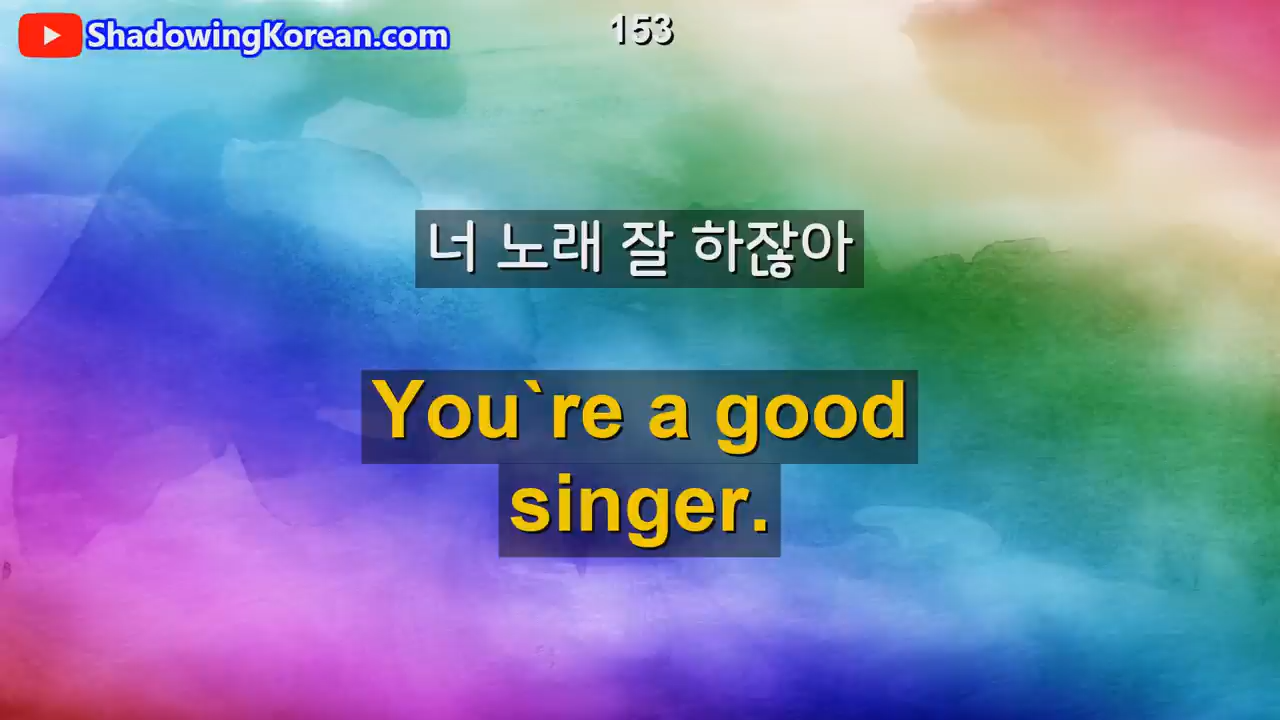 ShadowingKorean.com
153
너 노래 잘 하잖아
You`re a good
singer.